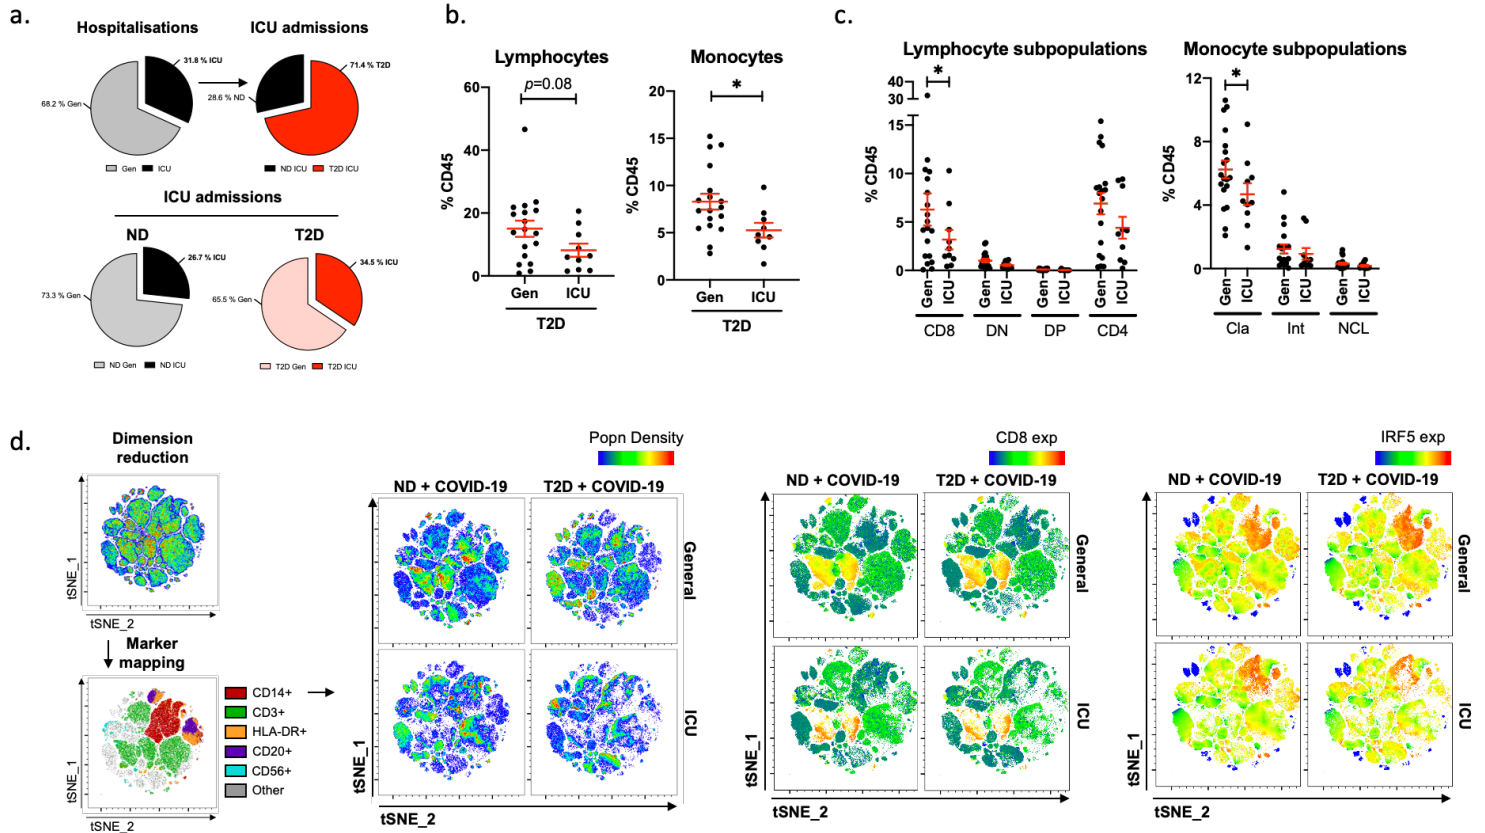 a.
Hospitalisations
ICU admissions
31.8 % ICU
68.2 % Gen
71.4 % T2D
28.6 % ND
Gen ICU
ND ICU T2D ICU
ICU admissions
ND
T2D
26.7 % ICU
73.3 % Gen
34.5 % ICU
65.5 % Gen
ND Gen ND ICU
T2D Gen T2D ICU
b.
Lymphocytes
p=0.08
60
40
20
0
% CD45
Gen ICU
T2D
Monocytes
*
20
15
10
5
0
% CD45
Gen ICU
T2D
c.
Lymphocyte subpopulations
*
40
30
15
10
5
0
% CD45
Gen ICU Gen ICU Gen ICU Gen ICU
CD8 DN DP CD4
Monocyte subpopulations
*
12
8
4
0
% CD45
Gen ICU Gen ICU Gen ICU
Cla Int NCL
d.
Dimension
reduction
tSNE_1
tSNE_2
Marker
mapping
tSNE_1
tSNE_2
CD14+
CD3+
HLA-DR+
CD20+
CD56+
Other
Popn Density
ND + COVID-19 T2D + COVID-19
General
ICU
tSNE_1
tSNE_2
CD8 exp
ND + COVID-19 T2D + COVID-19
General
ICU
tSNE_1
tSNE_2
IRF5 exp
ND + COVID-19 T2D + COVID-19
General
ICU
tSNE_1
tSNE_2